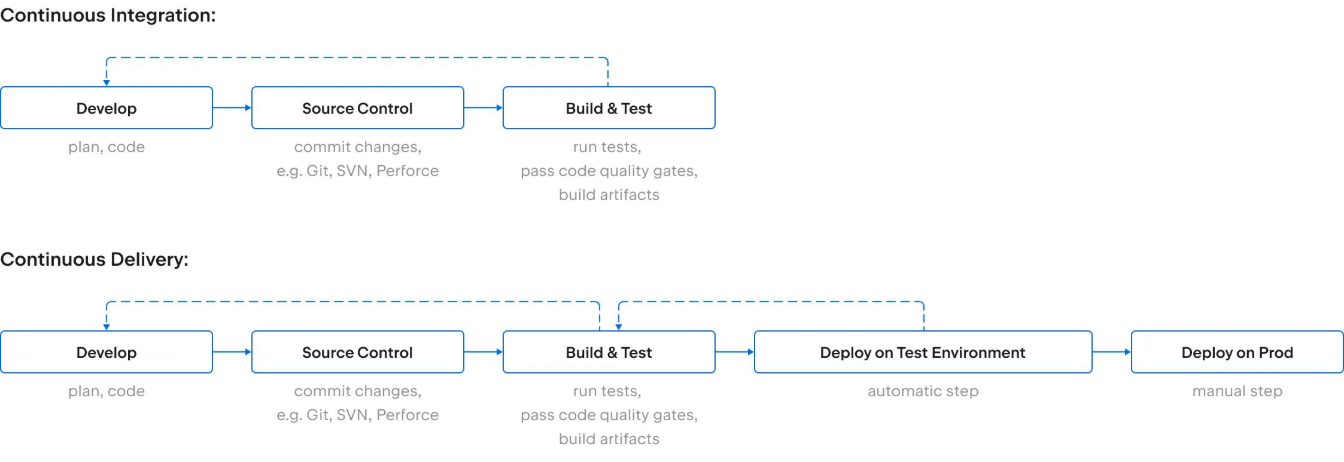 Continuous Integration:
Develop
Source Control
Build & Test
plan, code
commit changes,
e.g. Git, SVN, Perforce
run tests,
pass code quality gates,
build artifacts
Continuous Delivery:
Develop
Source Control
Build & Test
Deploy on Test Environment
Deploy on Prod
plan, code
commit changes,
e.g. Git, SVN, Perforce
run tests,
pass code quality gates,
build artifacts
automatic step
manual step